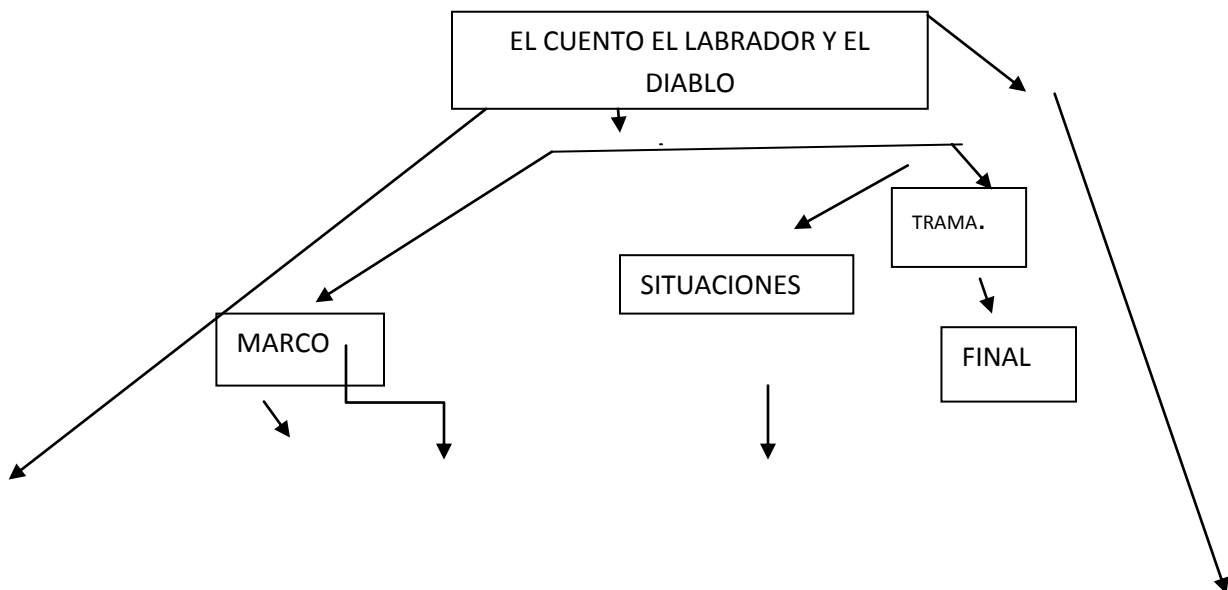 EL CUENTO EL LABRADOR Y EL
DIABLO
TRAMA.
SITUACIONES
MARCO
FINAL